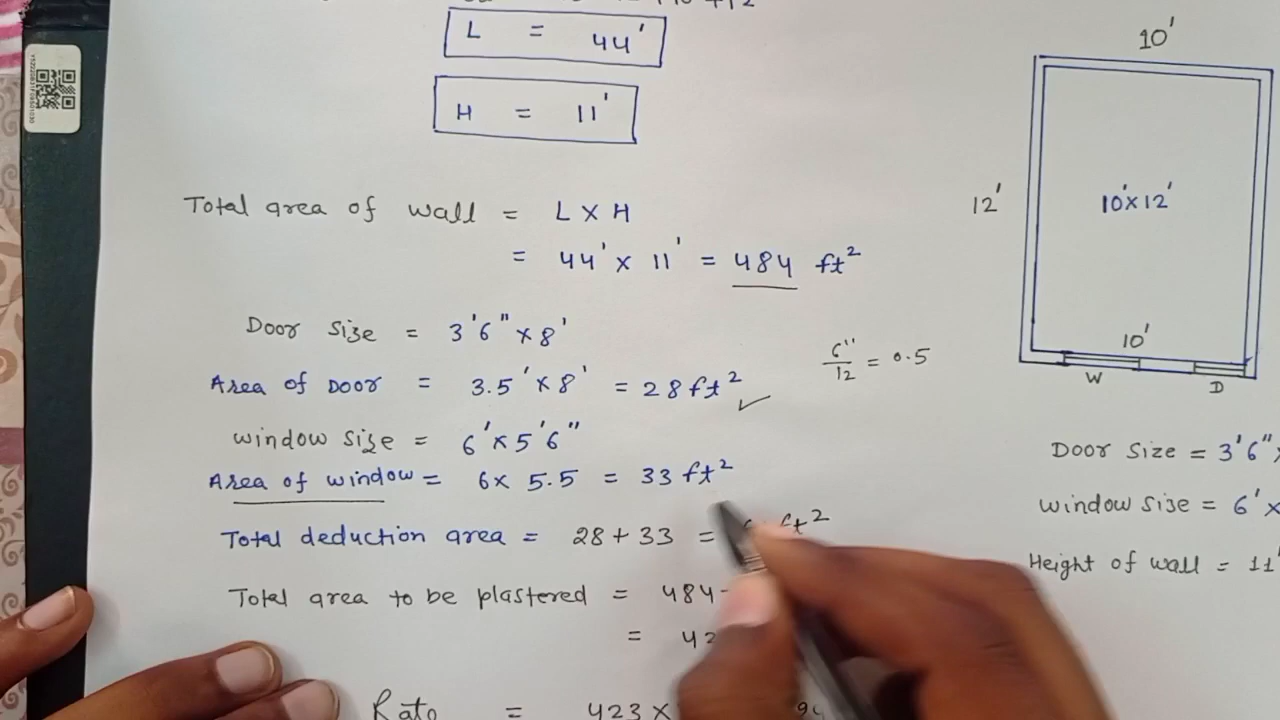 L = 44'
H = 11'
Total area of wall = L X H
= 44' x 11' = 484 ft²
Door Size = 3'6" x 8'
Area of Door = 3.5' x 8' = 28 ft²
6"/12 = 0.5
Window Size = 6' x 5'6"
Area of window = 6 x 5.5 = 33 ft²
Total deduction area = 28 + 33 = ft²
Total area to be plastered = 484
= 42
Rate = 423 x
10'
12'
10' x 12'
10'
W D
Door Size = 3'6"
Window Size = 6' x
Height of wall = 11'